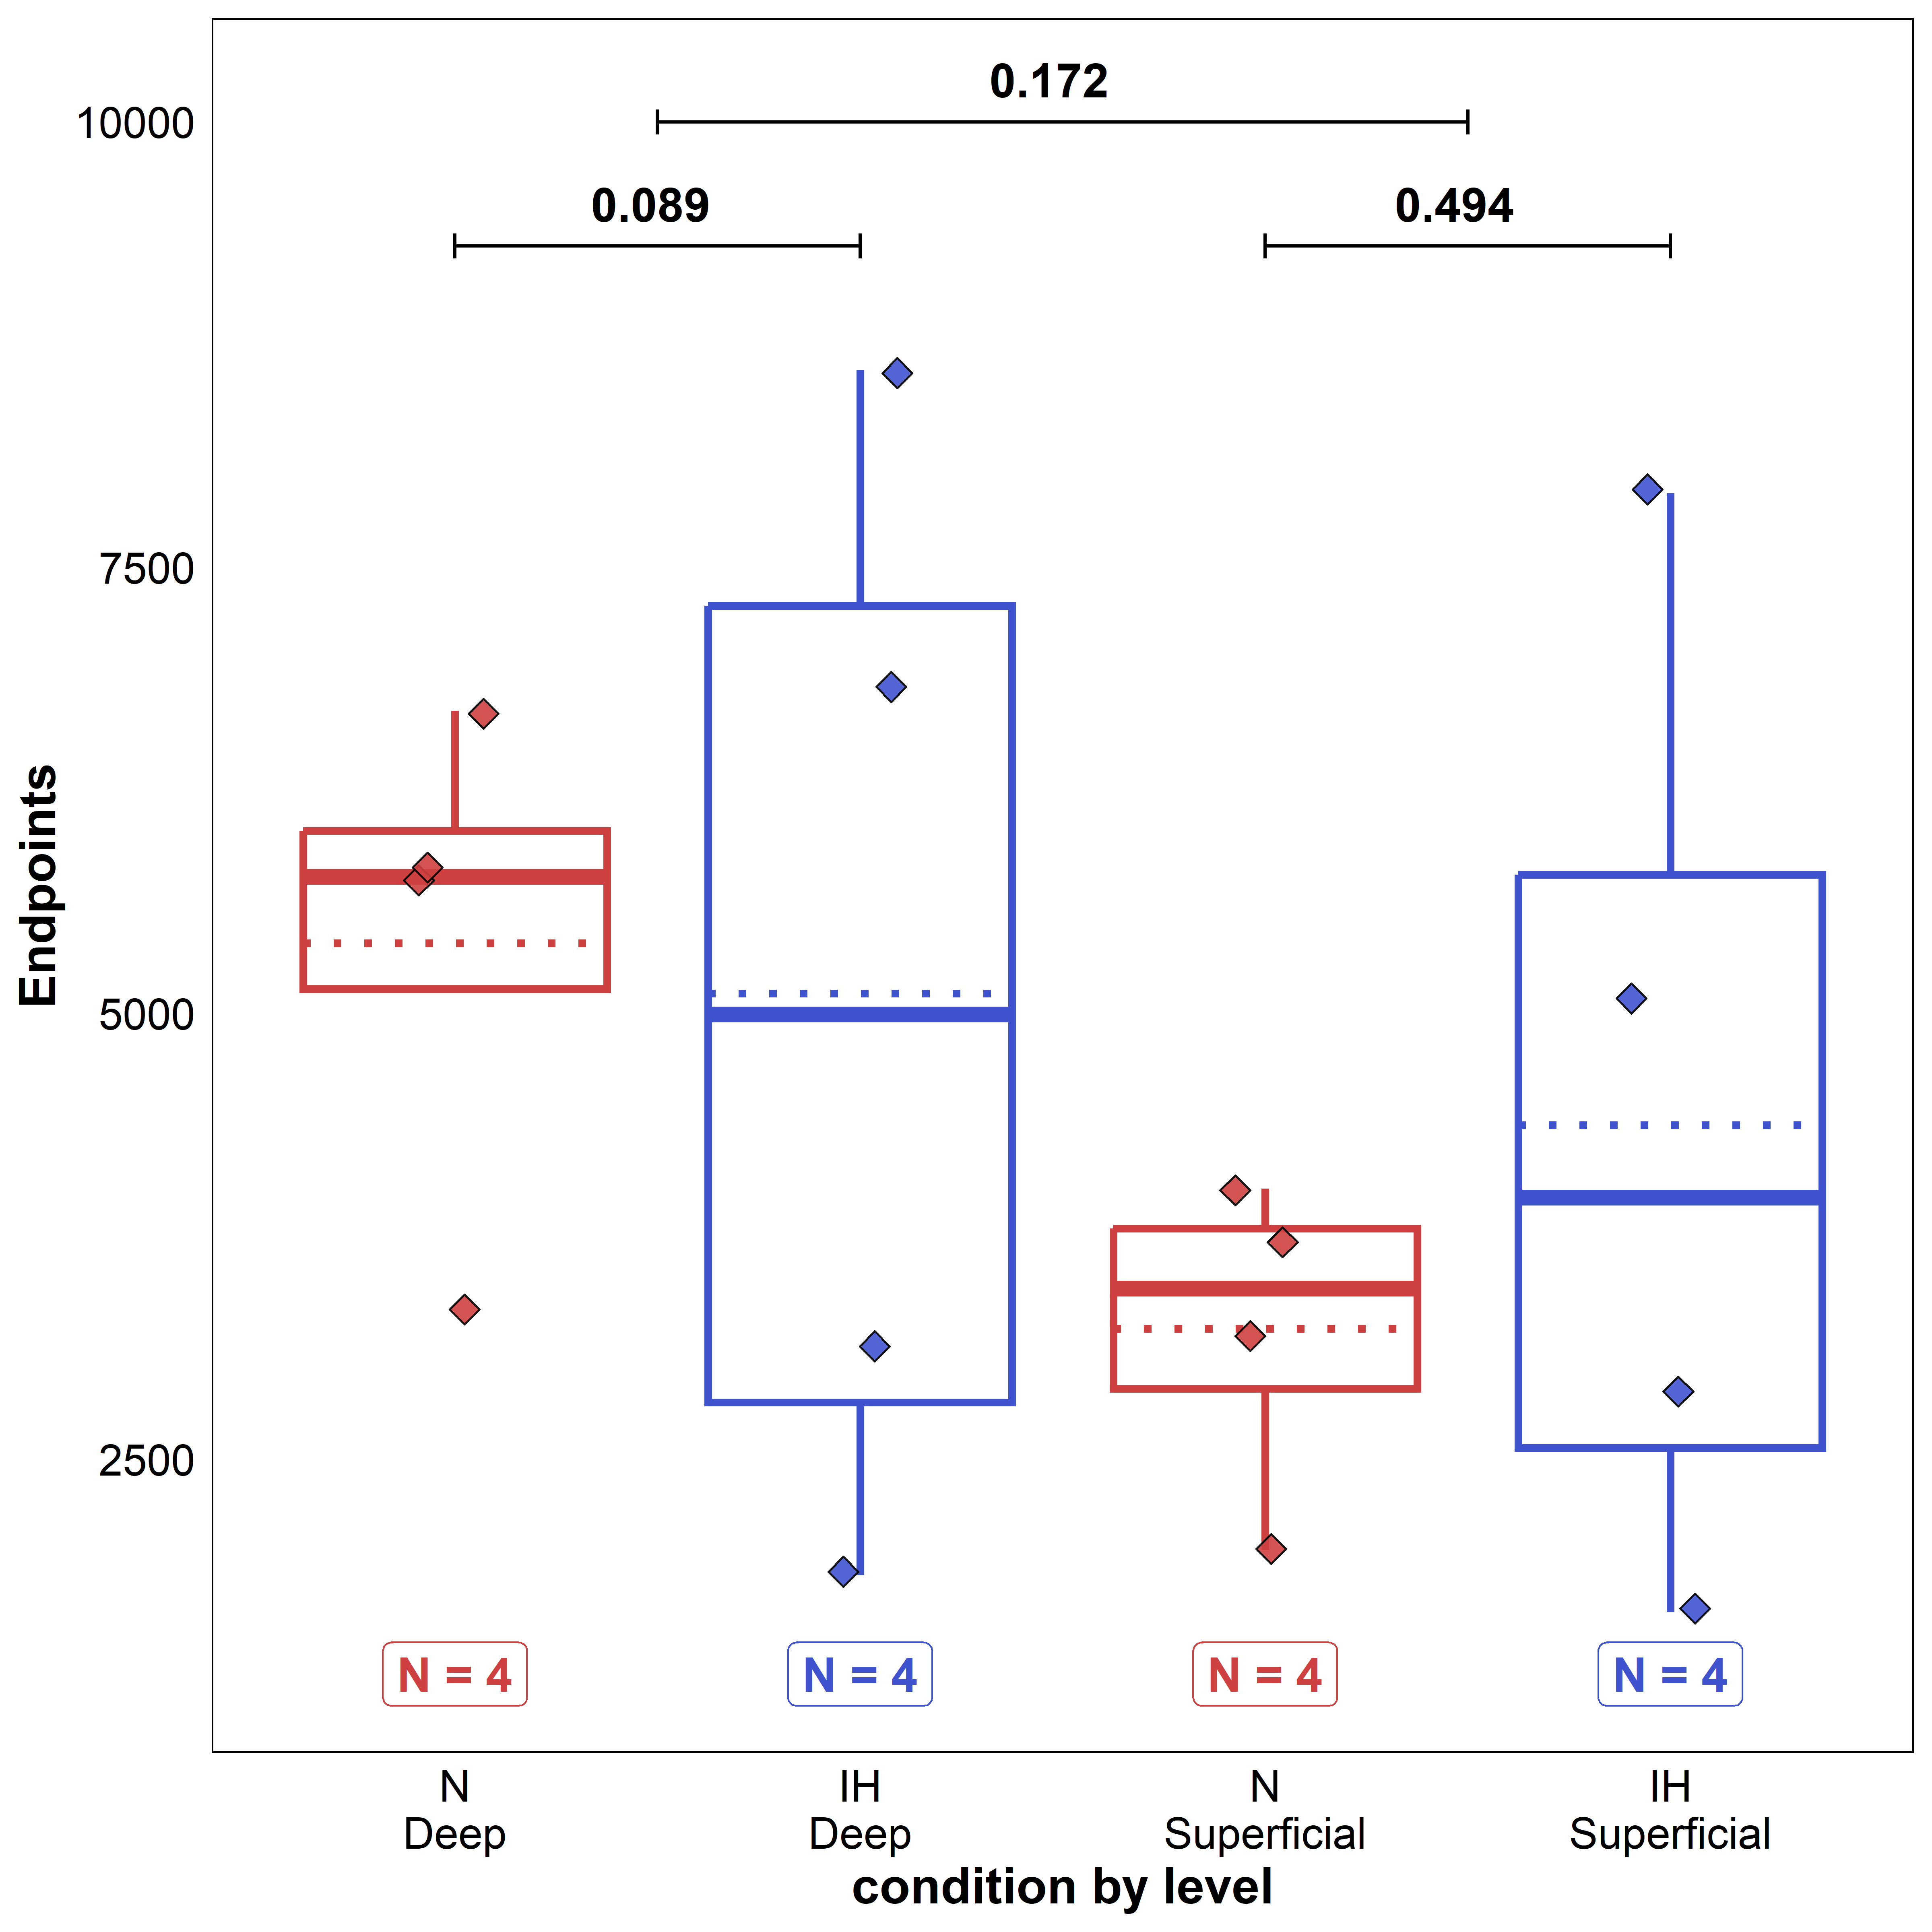 0.172
0.089
0.494
10000
7500
5000
2500
Endpoints
N = 4
N = 4
N = 4
N = 4
N
Deep
IH
Deep
N
Superficial
IH
Superficial
condition by level